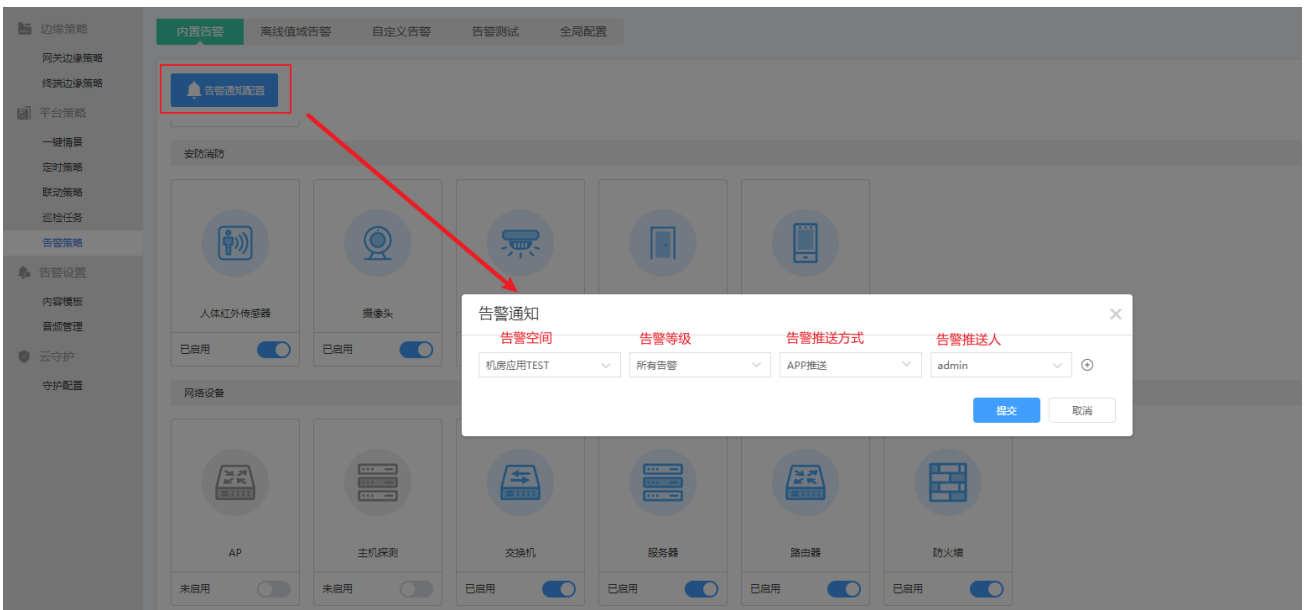 边缘策略
网关边缘策略
终端边缘策略
平台策略
一键情景
定时策略
联动策略
巡检任务
告警策略
告警设置
内容模板
音频管理
云守护
守护配置
内置告警 离线值域告警 自定义告警 告警测试 全局配置
告警通知配置
安防消防
人体红外传感器 摄像头
已启用 已启用
告警通知
告警空间 告警等级 告警推送方式 告警推送人
机房应用TEST 所有告警 APP推送 admin
提交 取消
网络设备
AP 主机探测 交换机 服务器 路由器 防火墙
未启用 未启用 已启用 已启用 已启用 已启用